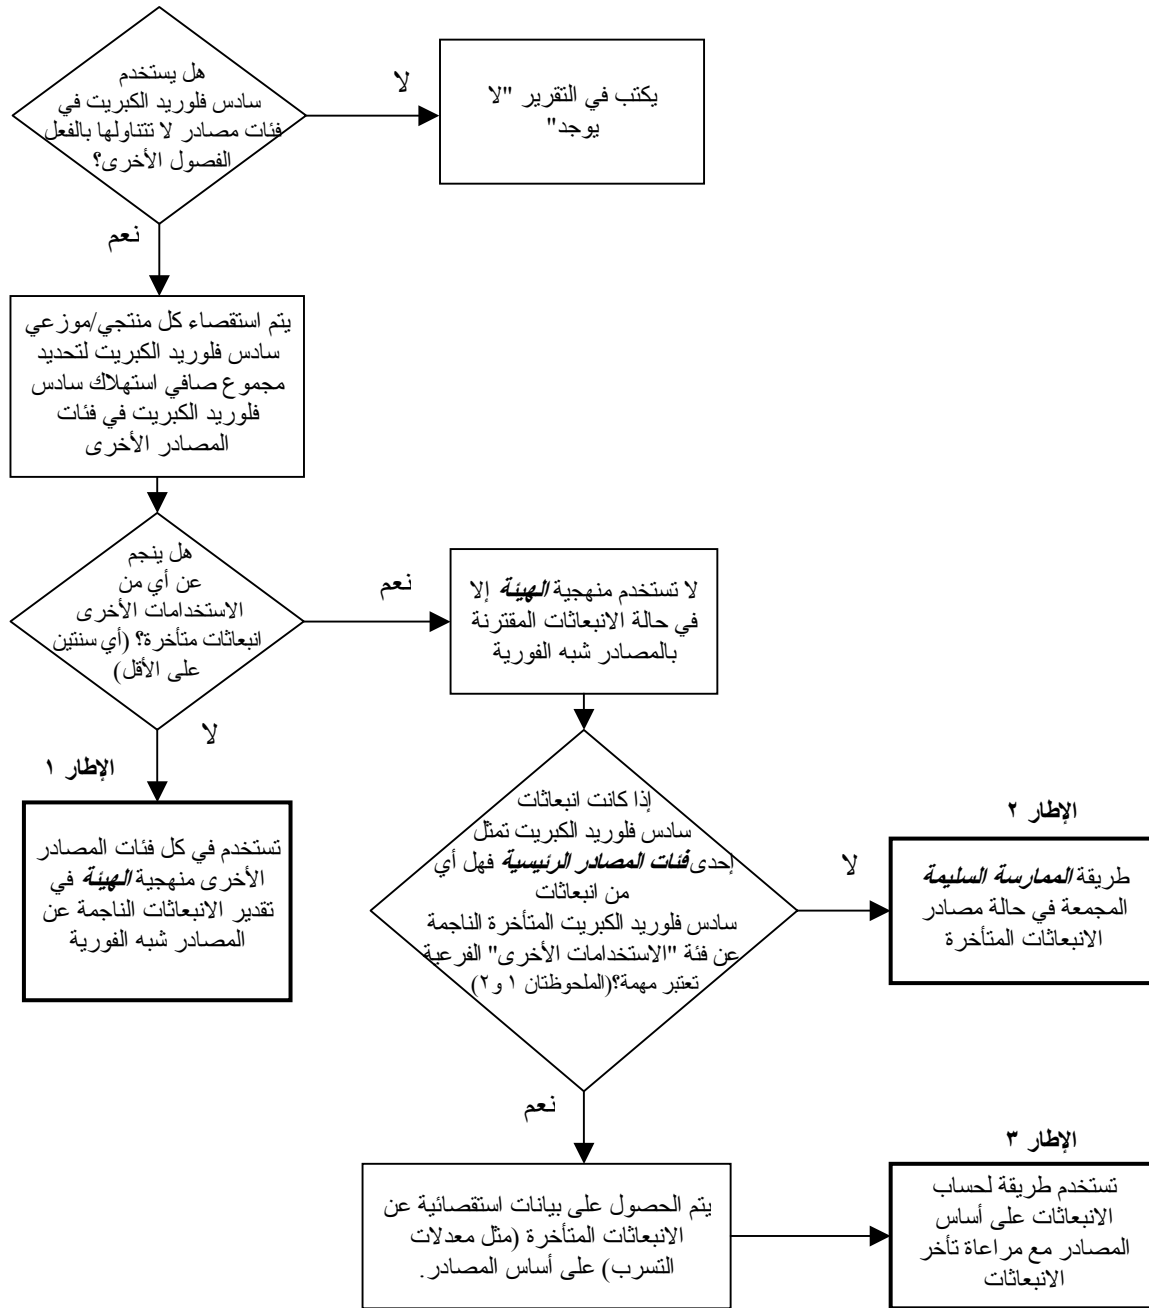 هل يستخدم
سادس فلوريد الكبريت في
فئات مصادر لا تتناولها بالفعل
الفصول الأخرى؟
لا
يكتب في التقرير "لا
يوجد"
نعم
يتم استقصاء كل منتجي/موزعي
سادس فلوريد الكبريت لتحديد
مجموع صافي استهلاك سادس
فلوريد الكبريت في فئات
المصادر الأخرى
هل ينجم
عن أي من
الاستخدامات الأخرى
انبعاثات متأخرة؟ (أي سنتين
على الأقل)
نعم
لا تستخدم منهجية الهيئة إلا
في حالة الانبعاثات المقترنة
بالمصادر شبه الفورية
لا
الإطار ١
تستخدم في كل فئات المصادر
الأخرى منهجية الهيئة في
تقدير الانبعاثات الناجمة عن
المصادر شبه الفورية
إذا كانت انبعاثات
سادس فلوريد الكبريت تمثل
إحدى فئات المصادر الرئيسية فهل أي
من انبعاثات
سادس فلوريد الكبريت المتأخرة الناجمة
عن فئة "الاستخدامات الأخرى" الفرعية
تعتبر مهمة؟(الملحوظتان ١ و٢)
لا
الإطار ٢
طريقة الممارسة السليمة
المجمعة في حالة مصادر
الانبعاثات المتأخرة
نعم
يتم الحصول على بيانات استقصائية عن
الانبعاثات المتأخرة (مثل معدلات
التسرب) على أساس المصادر.
الإطار ٣
تستخدم طريقة لحساب
الانبعاثات على أساس
المصادر مع مراعاة تأخر
الانبعاثات